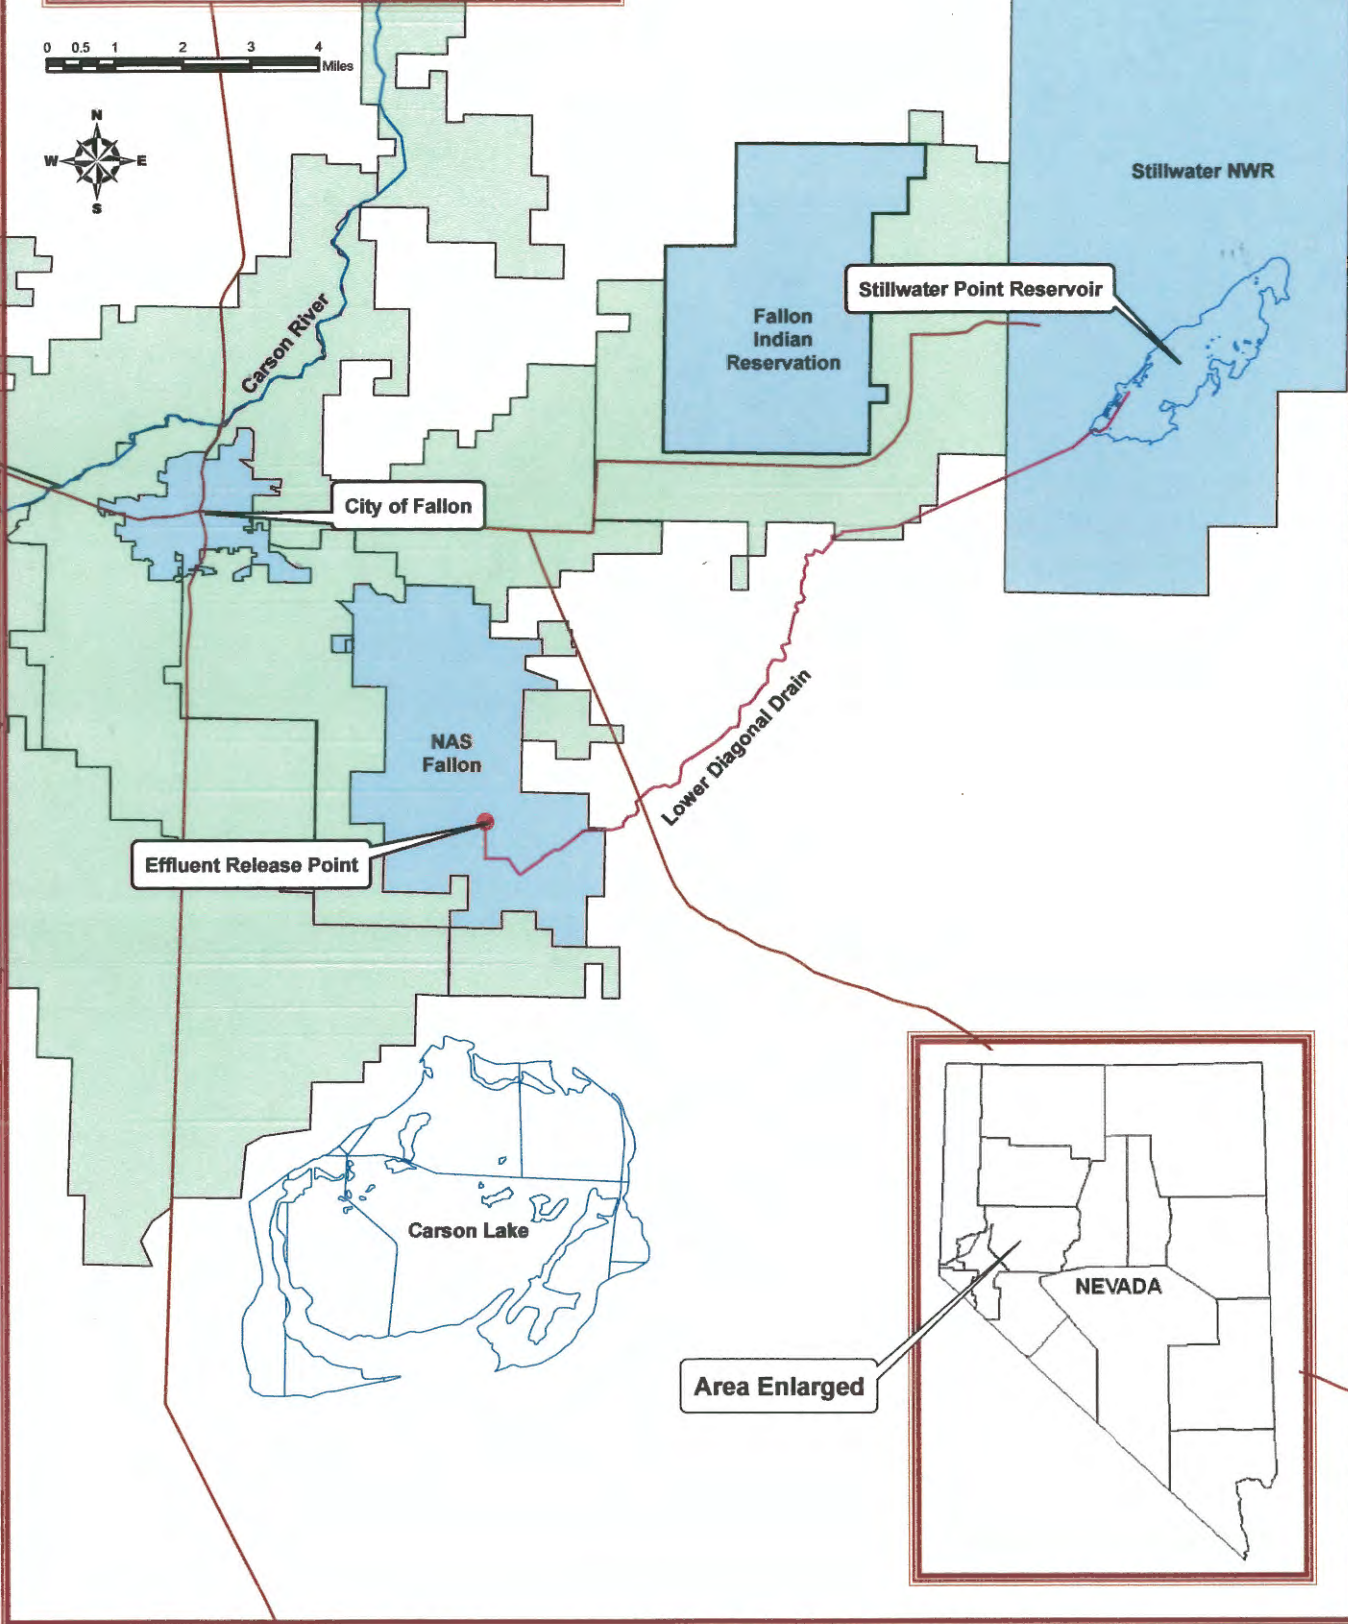 0 0.5 1 2 3 4
Miles
N
W E
S
Stillwater NWR
Stillwater Point Reservoir
Fallon
Indian
Reservation
Carson River
City of Fallon
Lower Diagonal Drain
NAS
Fallon
Effluent Release Point
Carson Lake
NEVADA
Area Enlarged